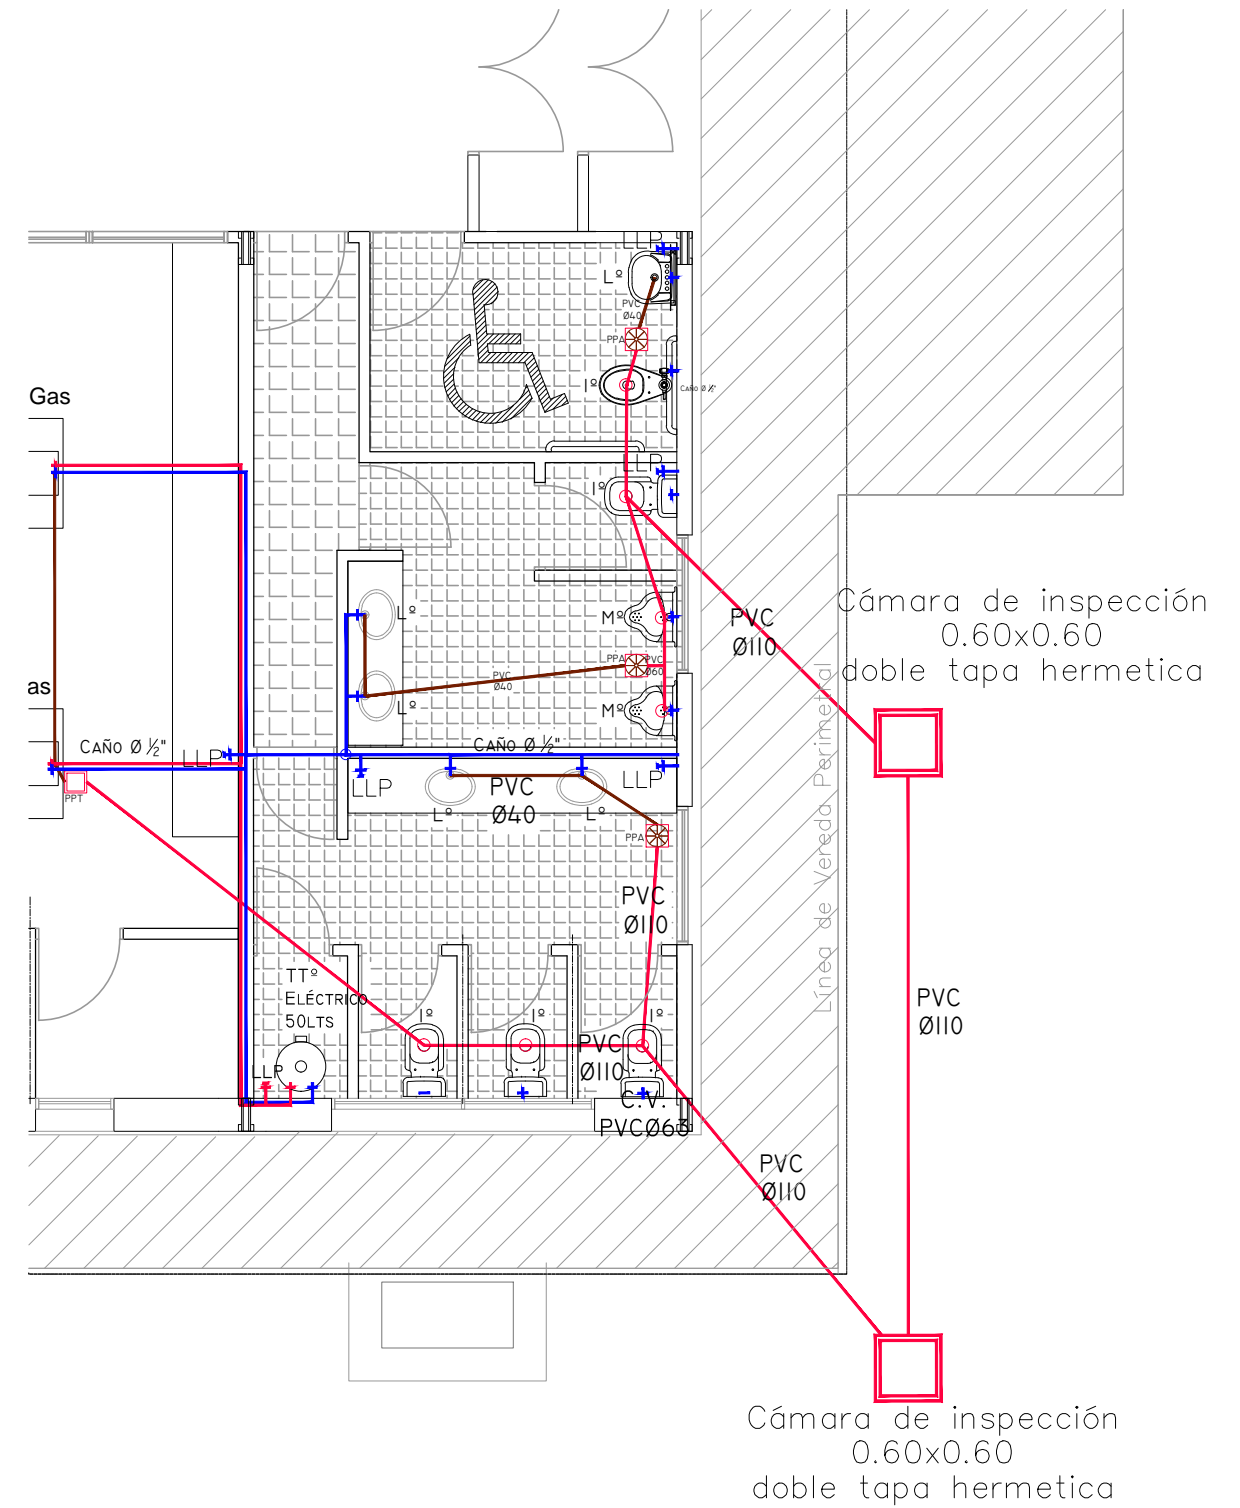 LLP
Lº
PVC
Ø40
PPA
Iº
CAÑO Ø ½"
Gas
LLP
Iº
Cámara de inspección
0.60x0.60
doble tapa hermetica
PVC
Ø110
Lº
Mº
PPA
PVC
Ø60
PVC
Ø40
as
Lº
Mº
CAÑO Ø ½"
LLP
CAÑO Ø ½"
LLP
LLP
PPT
PVC
Ø40
Lº
Lº
PPA
Línea de Vereda Perimetral
PVC
Ø110
TTº
ELÉCTRICO
50LTS
PVC
Ø110
Iº
Iº
Iº
PVC
Ø110
LLP
C.V.
PVCØ63
PVC
Ø110
Cámara de inspección
0.60x0.60
doble tapa hermetica